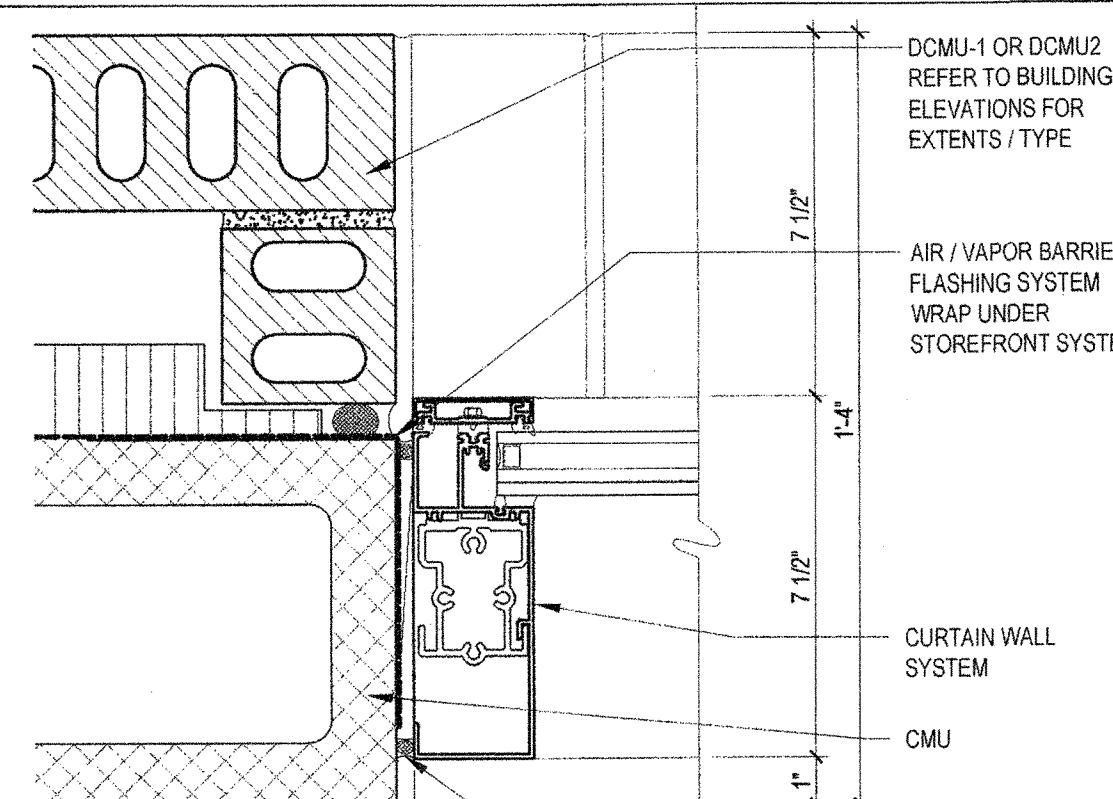 DCMU-1 OR DCMU2
REFER TO BUILDING
ELEVATIONS FOR
EXTENTS / TYPE
7 1/2"
AIR / VAPOR BARRIE
FLASHING SYSTEM
WRAP UNDER
STOREFRONT SYSTE
1'-4"
7 1/2"
CURTAIN WALL
SYSTEM
CMU
1"